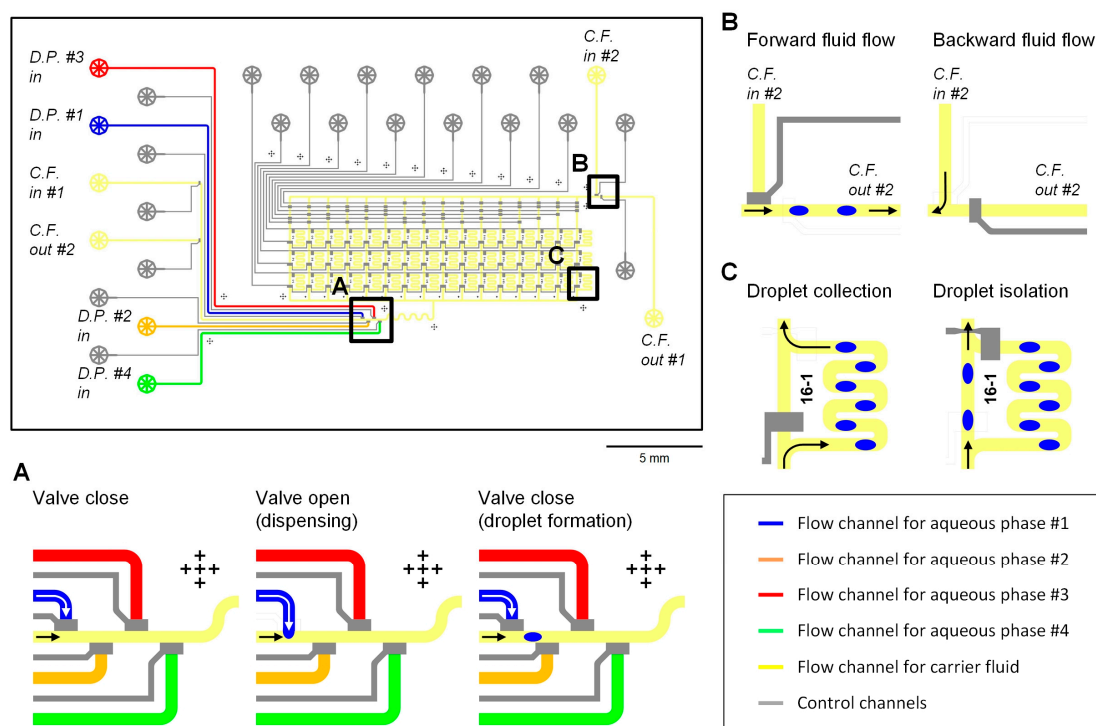 D.P. #3
in
D.P. #1
in
C.F.
in #1
C.F.
out #2
D.P. #2
in
D.P. #4
in
C.F.
in #2
B
C
A
C.F.
out #1
5 mm
B
Forward fluid flow
Backward fluid flow
C.F.
in #2
C.F.
in #2
C.F.
out #2
C.F.
out #2
C
Droplet collection
Droplet isolation
16-1
16-1
A
Valve close
Valve open
(dispensing)
Valve close
(droplet formation)
Flow channel for aqueous phase #1
Flow channel for aqueous phase #2
Flow channel for aqueous phase #3
Flow channel for aqueous phase #4
Flow channel for carrier fluid
Control channels